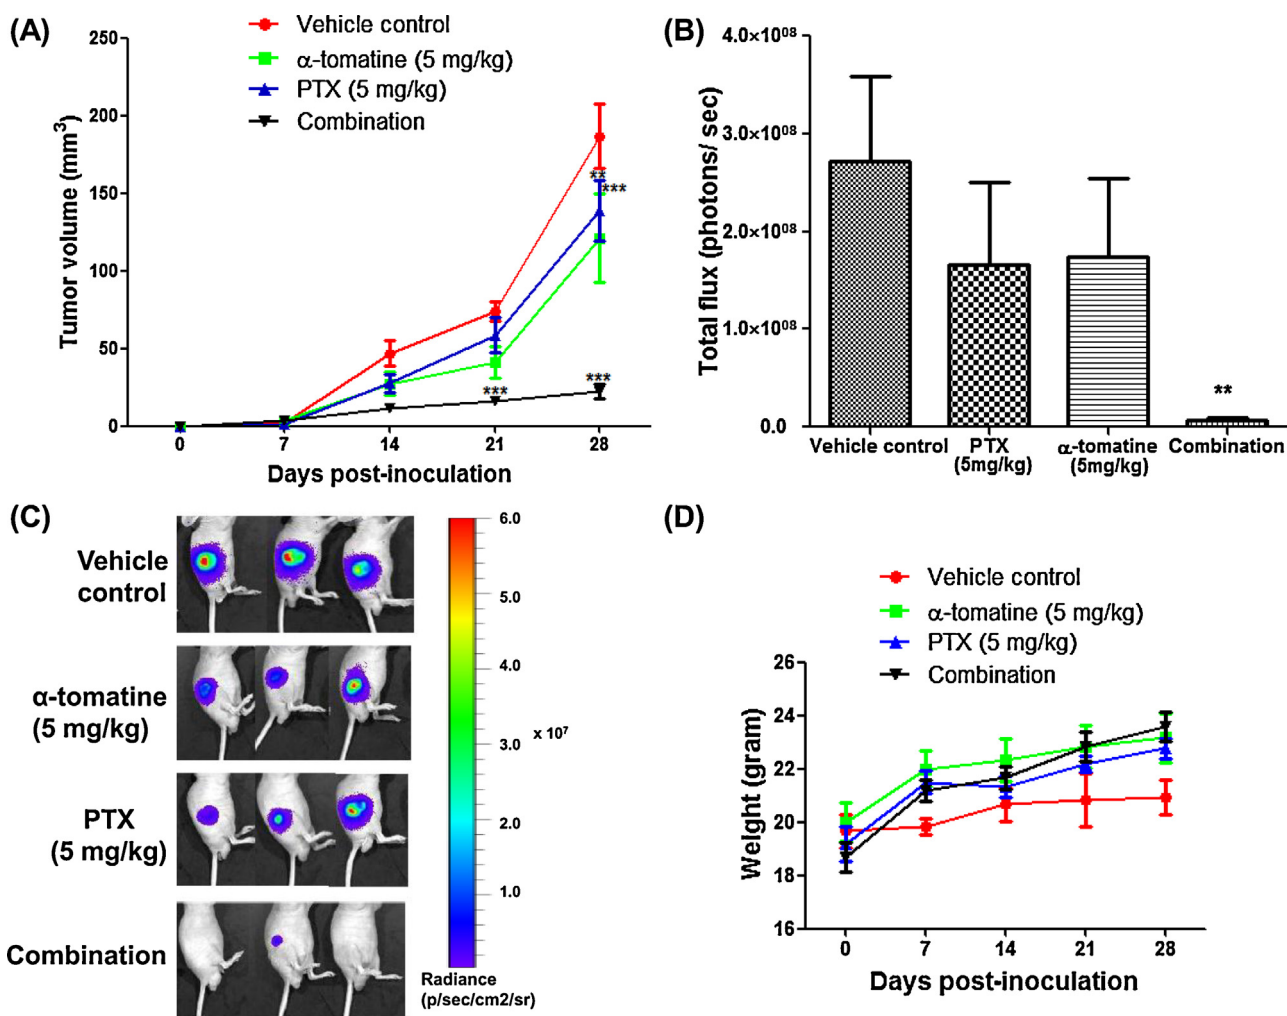 (A)
Vehicle control
α-tomatine (5 mg/kg)
PTX (5 mg/kg)
Combination
Tumor volume (mm³)
250
200
150
100
50
0
**
***
***
***
0 7 14 21 28
Days post-inoculation
(B)
Total flux (photons/ sec)
4.0×10⁰⁸
3.0×10⁰⁸
2.0×10⁰⁸
1.0×10⁰⁸
0.0
**
Vehicle control
PTX
(5mg/kg)
α-tomatine
(5mg/kg)
Combination
(C)
Vehicle
control
α-tomatine
(5 mg/kg)
PTX
(5 mg/kg)
Combination
6.0
5.0
4.0
3.0
x 10⁷
2.0
1.0
Radiance
(p/sec/cm2/sr)
(D)
Vehicle control
α-tomatine (5 mg/kg)
PTX (5 mg/kg)
Combination
Weight (gram)
26
24
22
20
18
16
0 7 14 21 28
Days post-inoculation